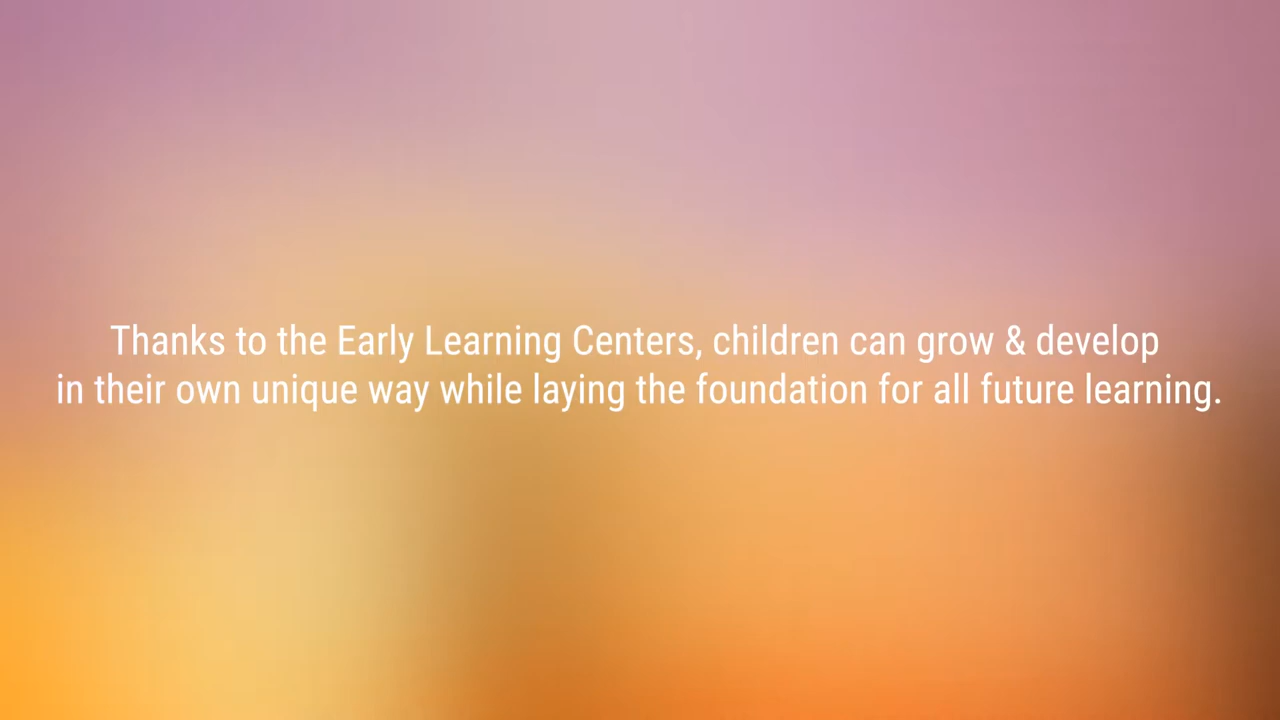 Thanks to the Early Learning Centers, children can grow & develop
in their own unique way while laying the foundation for all future learning.